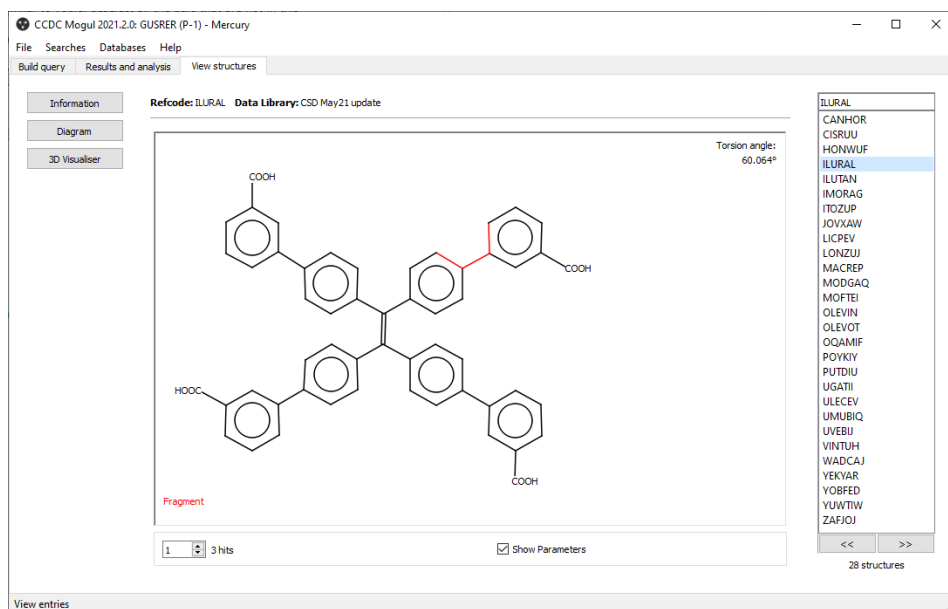 CCDC Mogul 2021.2.0: GUSRER (P-1) - Mercury
File Searches Databases Help
Build query Results and analysis View structures
Information
Diagram
3D Visualiser
Refcode: ILURAL Data Library: CSD May21 update
Torsion angle:
60.064°
COOH
COOH
HOOC
COOH
Fragment
1 3 hits
Show Parameters
ILURAL
CANHOR
CISRUU
HONWUF
ILURAL
ILUTAN
IMORAG
ITOZUP
JOVXAW
LICPEV
LONZUJ
MACREP
MODGAQ
MOFTEI
OLEVIN
OLEVOT
OQAMIF
POYKIY
PUTDIU
UGATII
ULECEV
UMUBIQ
UVEBIJ
VINTUH
WADCAJ
YEKYAR
YOBFED
YUWTIW
ZAFJOJ
<< >>
28 structures
View entries